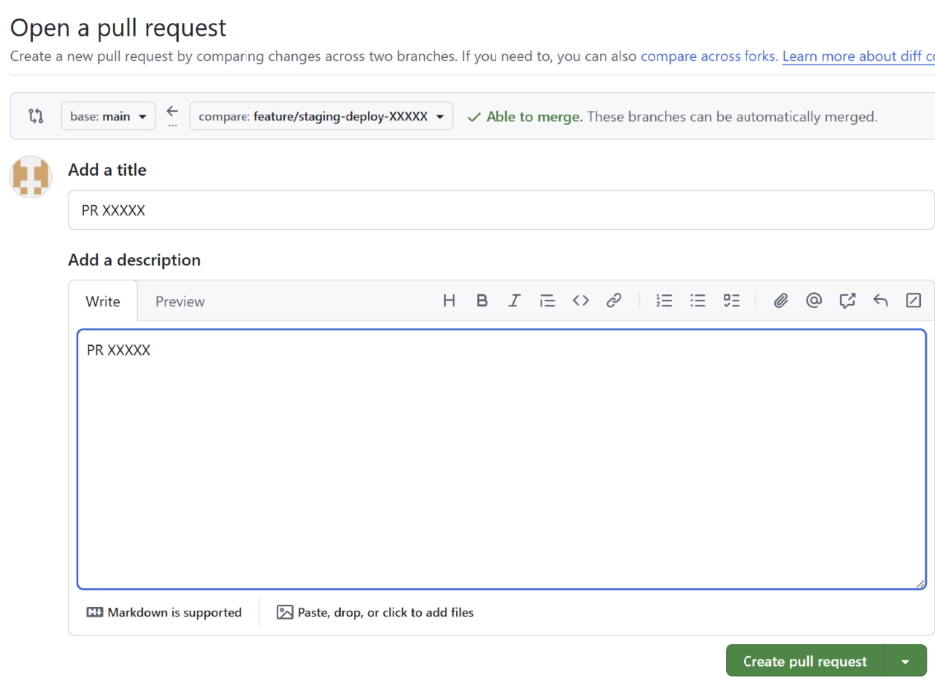 Open a pull request
Create a new pull request by comparing changes across two branches. If you need to, you can also compare across forks. Learn more about diff co
base: main ← ... compare: feature/staging-deploy-XXXXX ✓ Able to merge. These branches can be automatically merged.
Add a title
PR XXXXX
Add a description
Write Preview H B I
PR XXXXX
Markdown is supported Paste, drop, or click to add files
Create pull request